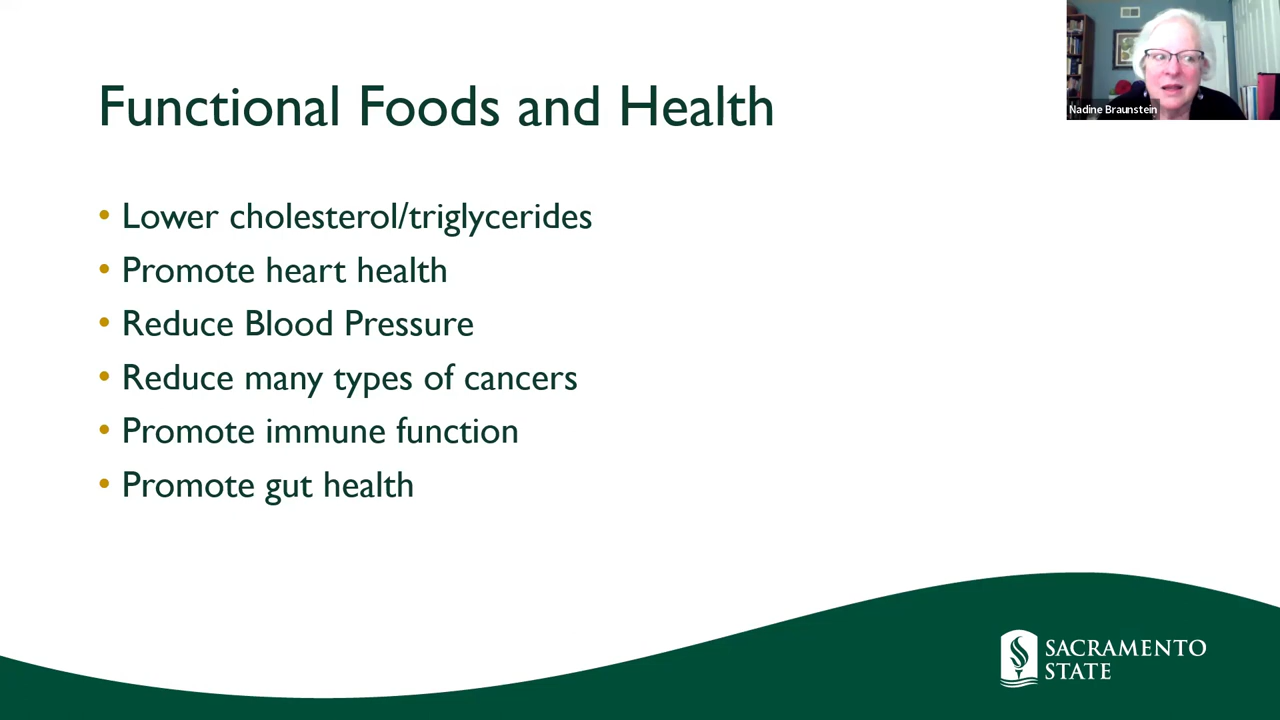 Functional Foods and Health
• Lower cholesterol/triglycerides
• Promote heart health
• Reduce Blood Pressure
• Reduce many types of cancers
• Promote immune function
• Promote gut health
Nadine Braunstein
SACRAMENTO
STATE